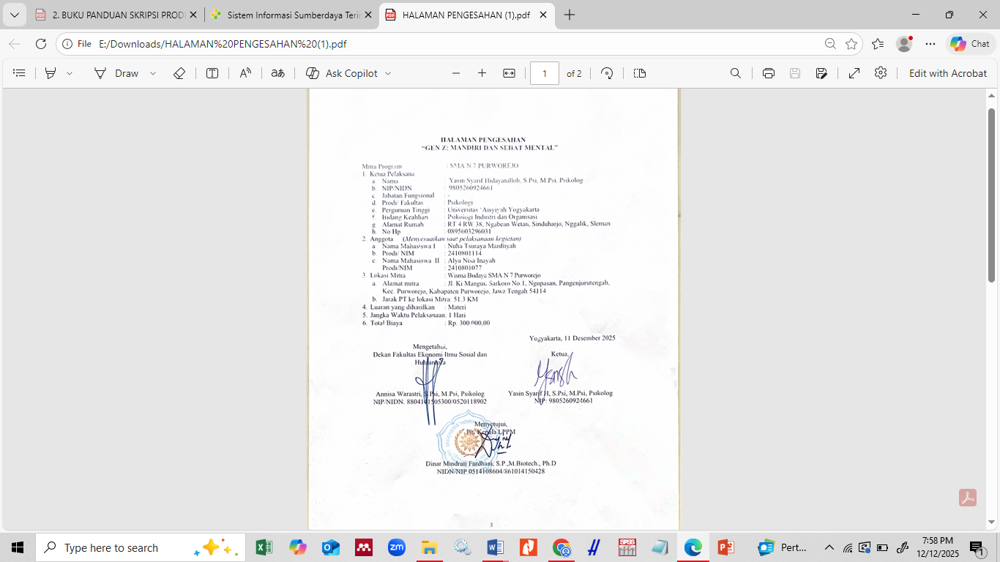 2. BUKU PANDUAN SKRIPSI PRODI
Sistem Informasi Sumberdaya Terin
HALAMAN PENGESAHAN (1).pdf
File E:/Downloads/HALAMAN%20PENGESAHAN%20(1).pdf
Chat
Draw
Ask Copilot
1 of 2
Edit with Acrobat
HALAMAN PENGESAHAN
“GEN Z: MANDIRI DAN SEHAT MENTAL”
Mitra Program : SMA N 7 PURWOREJO
1. Ketua Pelaksana
a. Nama : Yasin Syarif Hidayatulloh, S Psi, M.Psi, Psikolog
b. NIP/NIDN : 9805260924661
c. Jabatan Fungsional : -
d. Prodi/ Fakultas : Psikologi
e. Perguruan Tinggi : Universitas ‘Aisyiyah Yogyakarta
f. Bidang Keahlian : Psikologi Industri dan Organisasi
g Alamat Rumah : RT 4 RW 38, Ngabean Wetan, Sinduharjo, Nggalik, Sleman
h. No Hp : 0895603296031
2. Anggota (Menyesuaikan saat pelaksanaan kegiatan)
a. Nama Mahasiswa I : Nuha Tsuraya Mardiyah
b. Prodi/ NIM : 2410801114
c. Nama Mahasiswa II : Alya Nisa Inayah
Prodi/NIM : 2410801077
3. Lokasi Mitra : Wisma Budaya SMA N 7 Purworejo
a. Alamat mitra : Jl. Ki Mangun Sarkoro No.1, Ngupasan, Pangenjurutengah,
Kec. Purworejo, Kabupaten Purworejo, Jawa Tengah 54114
b. Jarak PT ke lokasi Mitra: 51.3 KM
4. Luaran yang dihasilkan : Materi
5. Jangka Waktu Pelaksanaan: 1 Hari
6. Total Biaya : Rp. 300.000,00
Yogyakarta, 11 Desember 2025
Mengetahui,
Dekan Fakultas Ekonomi Ilmu Sosial dan
Humaniora
Ketua,
Annisa Warastri, S.Psi, M.Psi, Psikolog
NIP/NIDN. 8804141505300/0520118902
Yasin Syarif H, S.Psi, M.Psi, Psikolog
NIP: 9805260924661
Menyetujui,
Plt. Kepala LPPM
Dinar Mindrati Fardhani, S.P.,M.Biotech., Ph.D
NIDN/NIP 0514108604/861014150428
3
Type here to search
zm
SPSS
Pert...
7:58 PM
12/12/2025
1